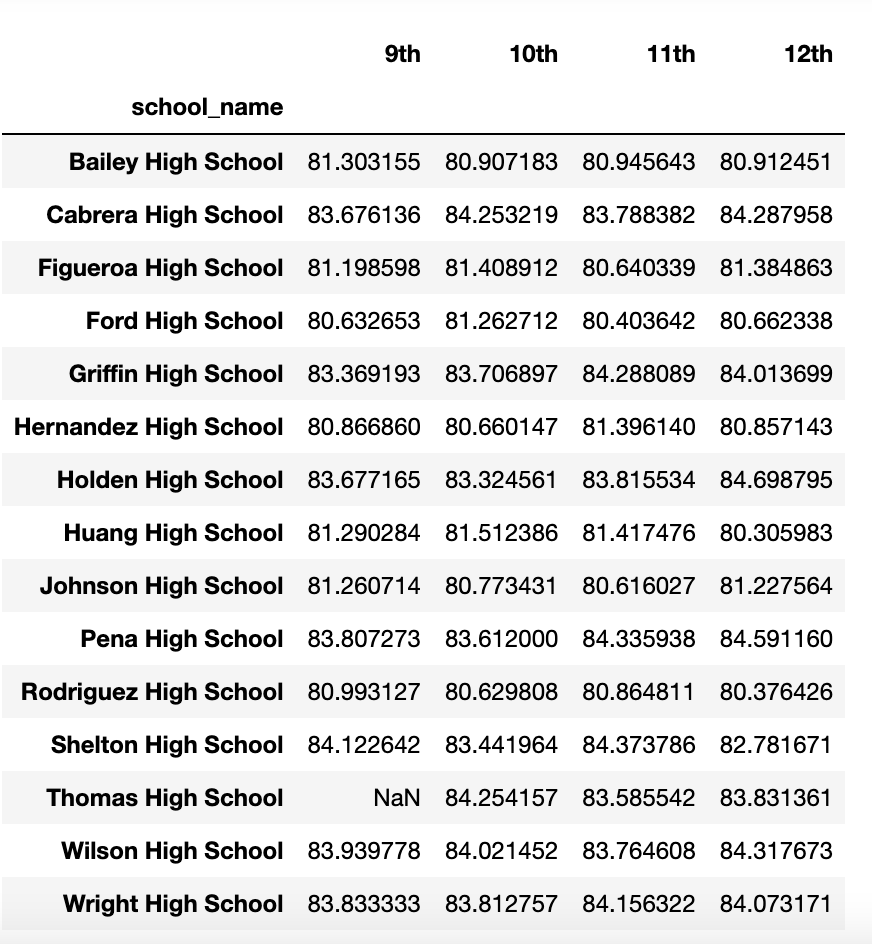 9th 10th 11th 12th
school_name
Bailey High School 81.303155 80.907183 80.945643 80.912451
Cabrera High School 83.676136 84.253219 83.788382 84.287958
Figueroa High School 81.198598 81.408912 80.640339 81.384863
Ford High School 80.632653 81.262712 80.403642 80.662338
Griffin High School 83.369193 83.706897 84.288089 84.013699
Hernandez High School 80.866860 80.660147 81.396140 80.857143
Holden High School 83.677165 83.324561 83.815534 84.698795
Huang High School 81.290284 81.512386 81.417476 80.305983
Johnson High School 81.260714 80.773431 80.616027 81.227564
Pena High School 83.807273 83.612000 84.335938 84.591160
Rodriguez High School 80.993127 80.629808 80.864811 80.376426
Shelton High School 84.122642 83.441964 84.373786 82.781671
Thomas High School NaN 84.254157 83.585542 83.831361
Wilson High School 83.939778 84.021452 83.764608 84.317673
Wright High School 83.833333 83.812757 84.156322 84.073171